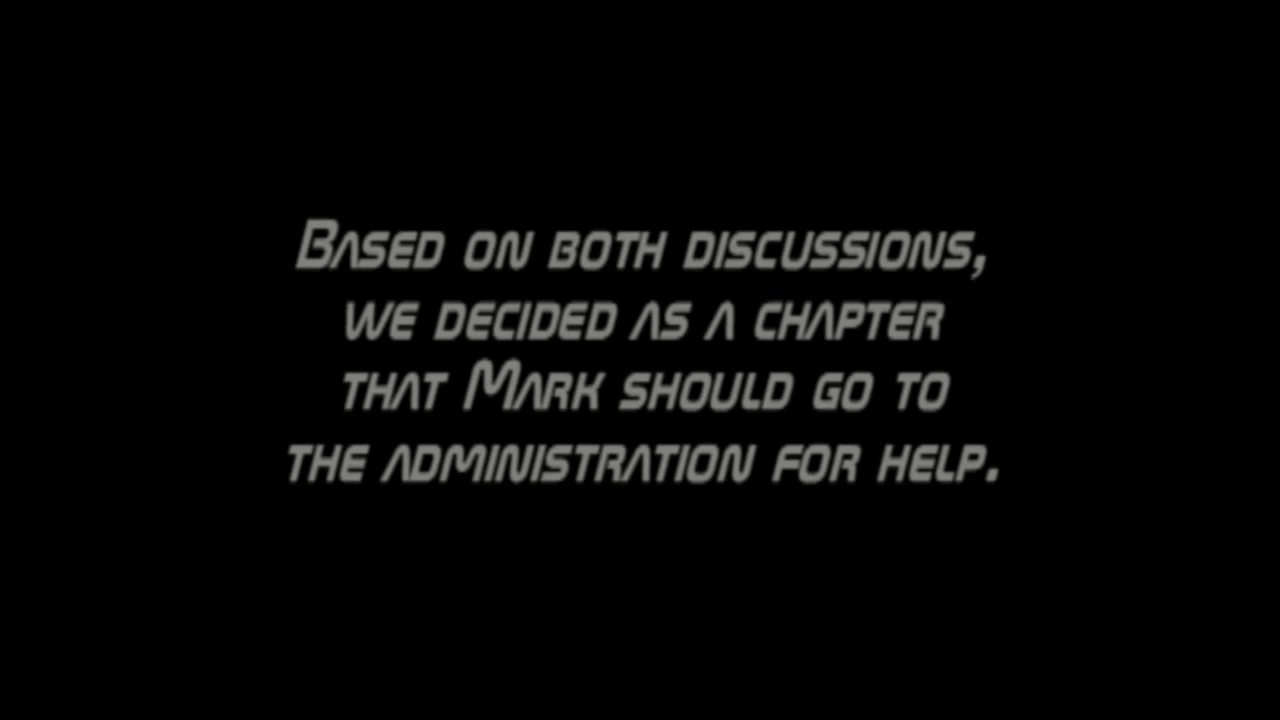 Based on both discussions,
we decided as a chapter
that Mark should go to
the administration for help.